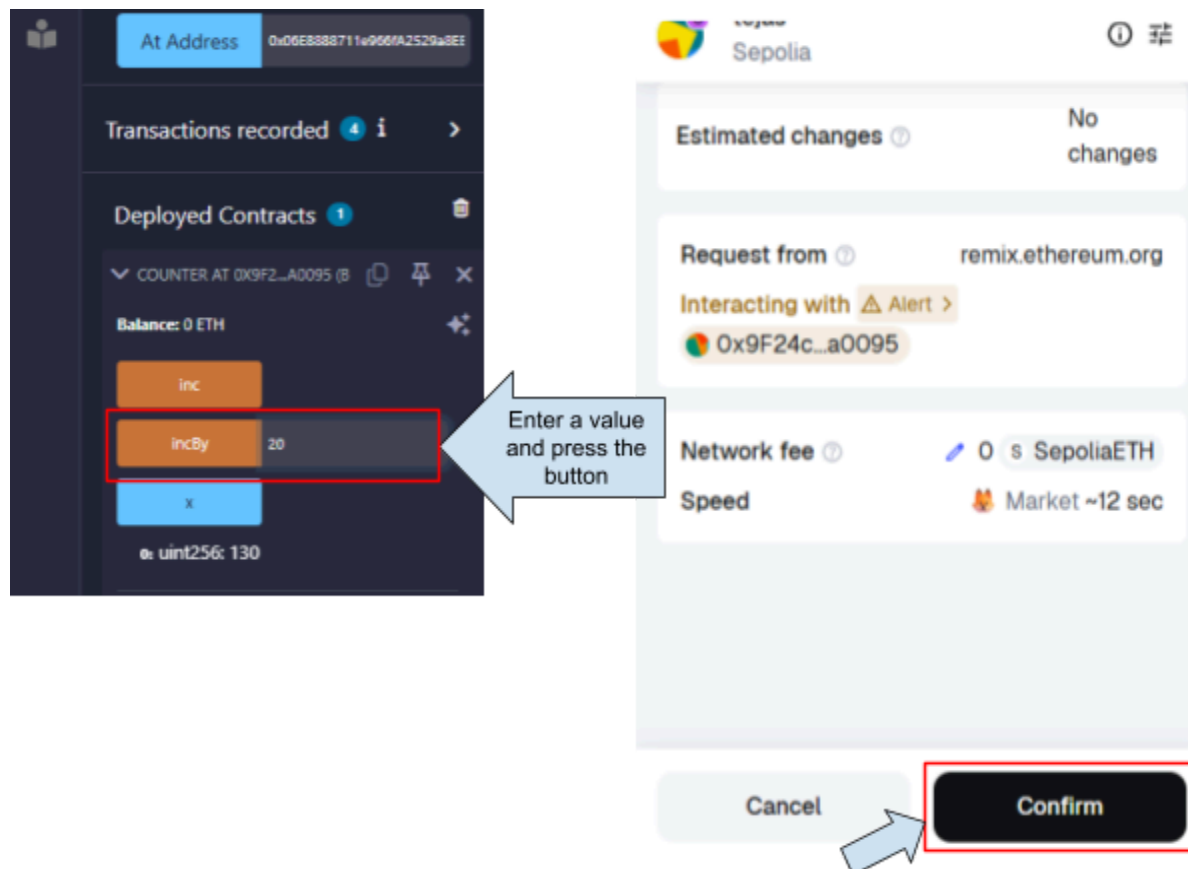 At Address 0x06E8888711e966fA2529a8EE
Transactions recorded 4 i
Deployed Contracts 1
COUNTER AT 0X9F2...A0095 (B
Balance: 0 ETH
inc
incBy 20
x
0: uint256: 130
Enter a value
and press the
button
Sepolia
Estimated changes
No
changes
Request from remix.ethereum.org
Interacting with Alert
0x9F24c...a0095
Network fee 0 S SepoliaETH
Speed Market ~12 sec
Cancel Confirm